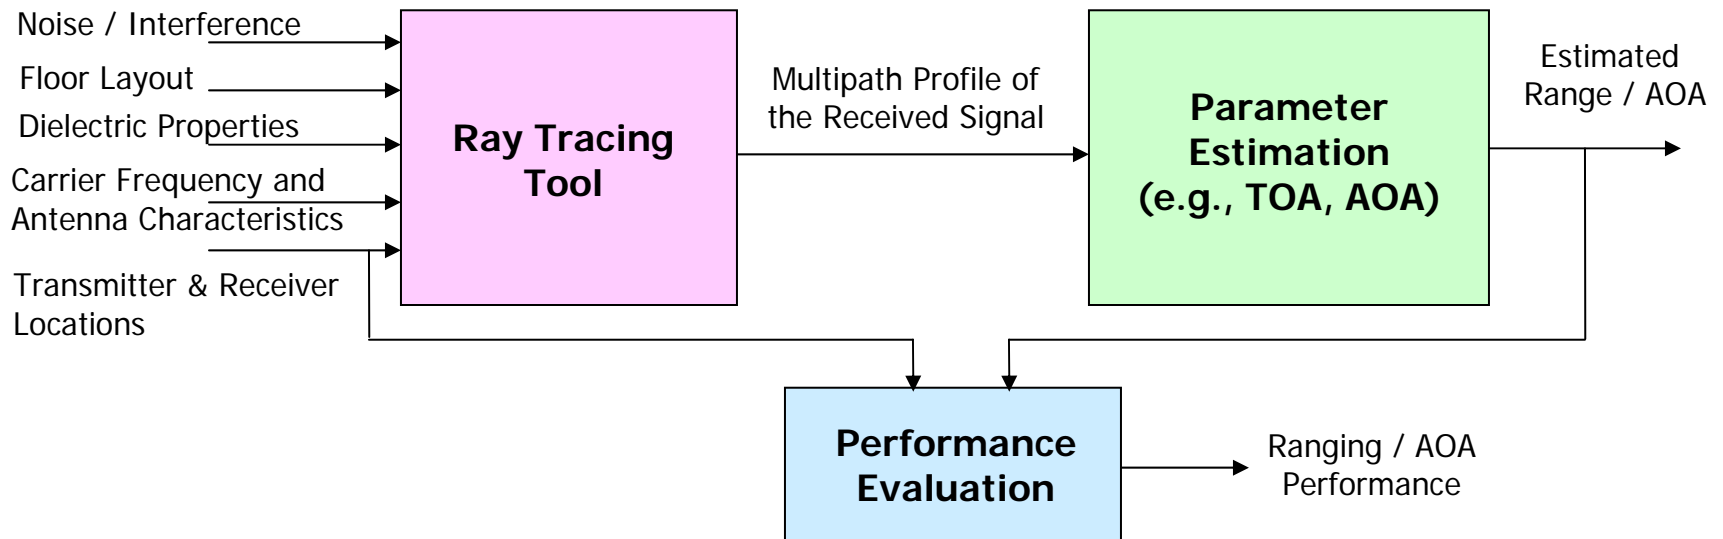 Noise / Interference
Floor Layout
Dielectric Properties
Carrier Frequency and
Antenna Characteristics
Transmitter & Receiver
Locations
Ray Tracing
Tool
Multipath Profile of
the Received Signal
Parameter
Estimation
(e.g., TOA, AOA)
Estimated
Range / AOA
Performance
Evaluation
Ranging / AOA
Performance